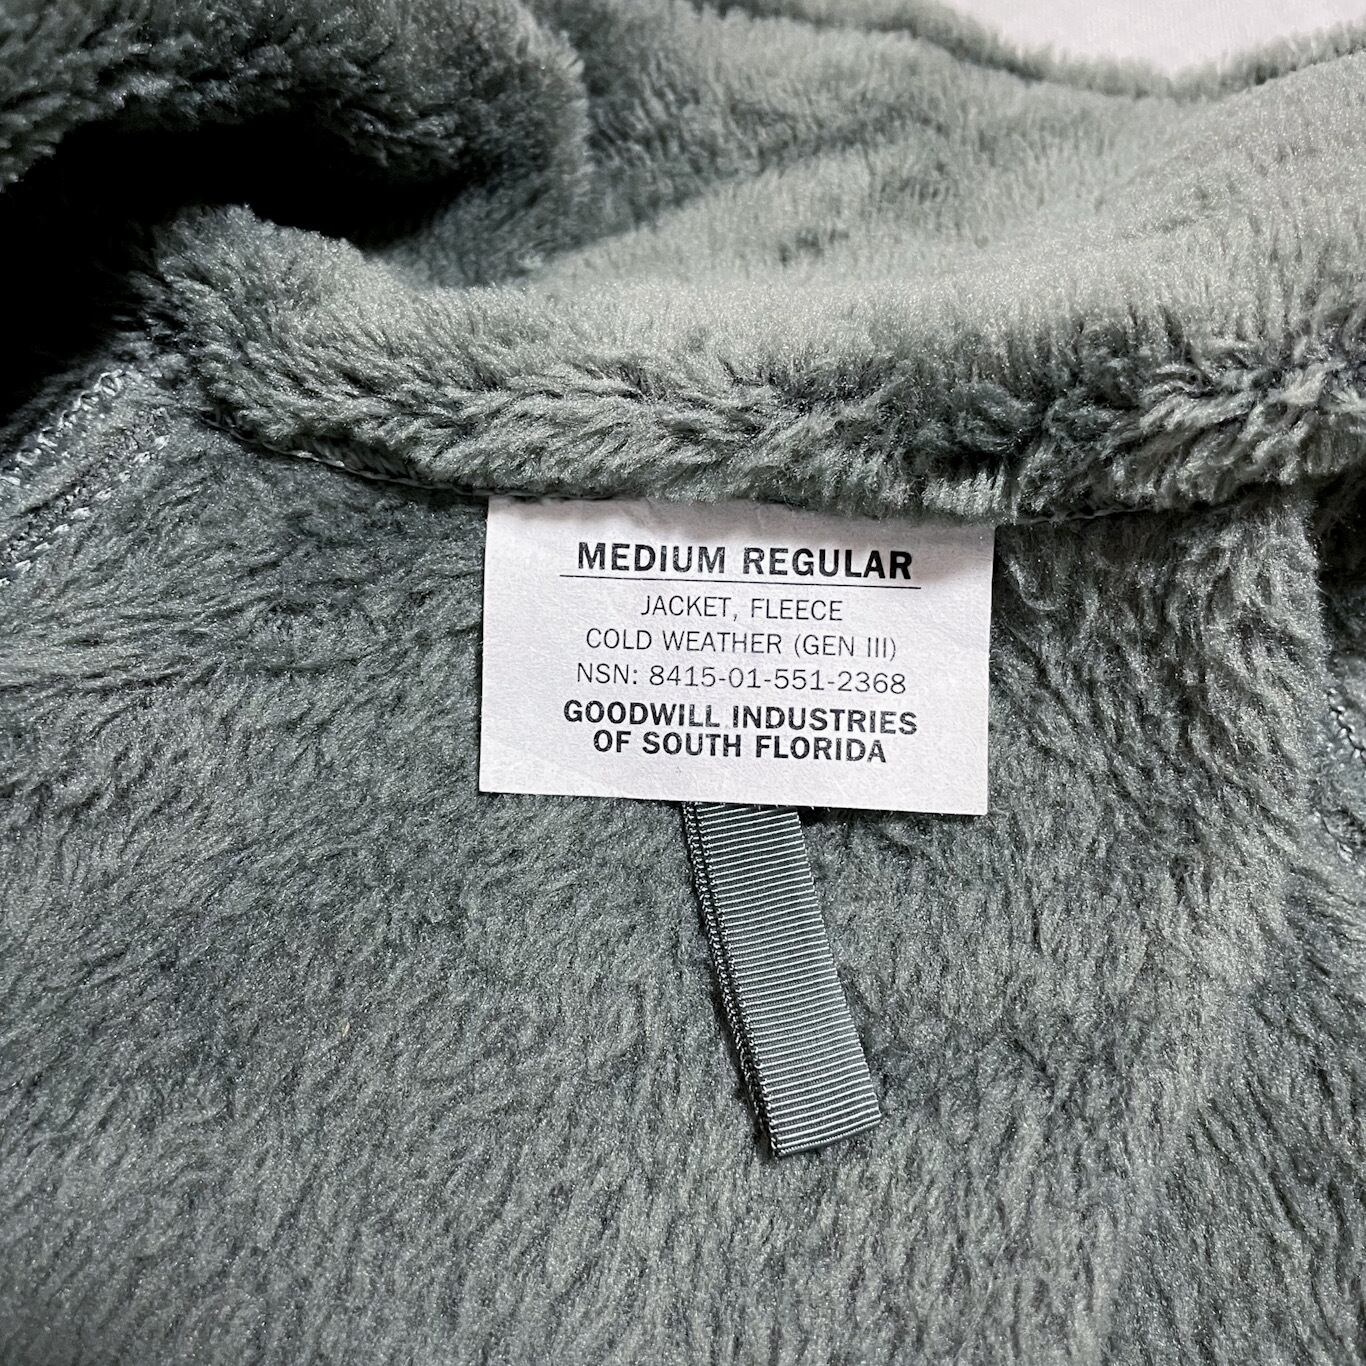 MEDIUM REGULAR
JACKET, FLEECE
COLD WEATHER (GEN III)
NSN: 8415-01-551-2368
GOODWILL INDUSTRIES
OF SOUTH FLORIDA